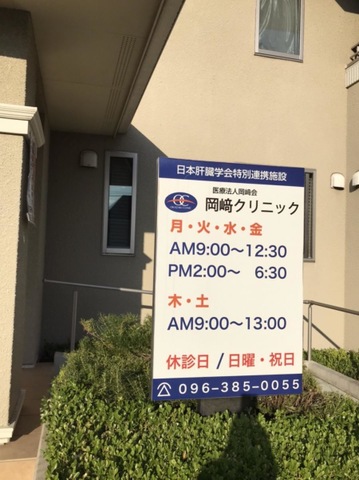 日本肝臓学会特別連携施設
医療法人岡﨑会
岡﨑クリニック
月・火・水・金
AM9:00〜12:30
PM2:00〜 6:30
木・土
AM9:00〜13:00
休診日 / 日曜・祝日
☎ 096-385-0055